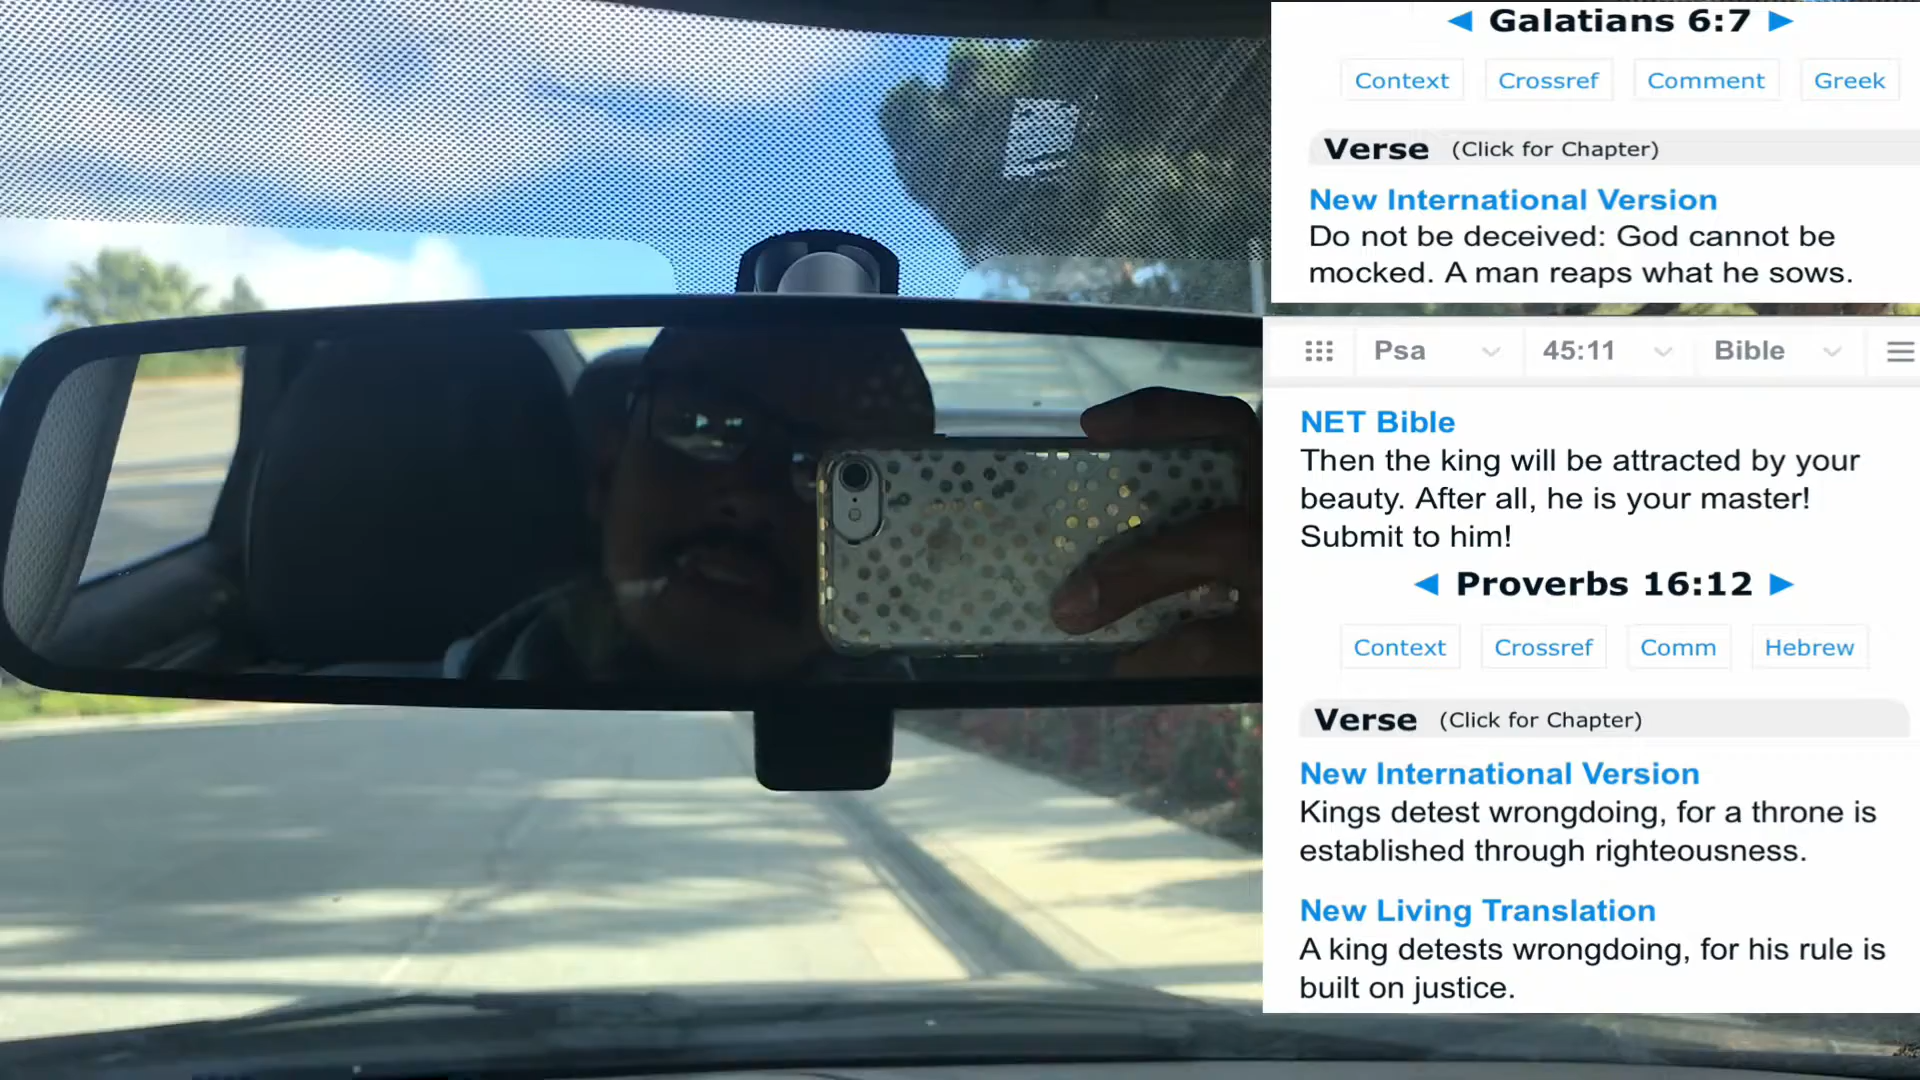 Galatians 6:7
Context Crossref Comment Greek
Verse (Click for Chapter)
New International Version
Do not be deceived: God cannot be
mocked. A man reaps what he sows.
Psa 45:11 Bible
NET Bible
Then the king will be attracted by your
beauty. After all, he is your master!
Submit to him!
Proverbs 16:12
Context Crossref Comm Hebrew
Verse (Click for Chapter)
New International Version
Kings detest wrongdoing, for a throne is
established through righteousness.
New Living Translation
A king detests wrongdoing, for his rule is
built on justice.